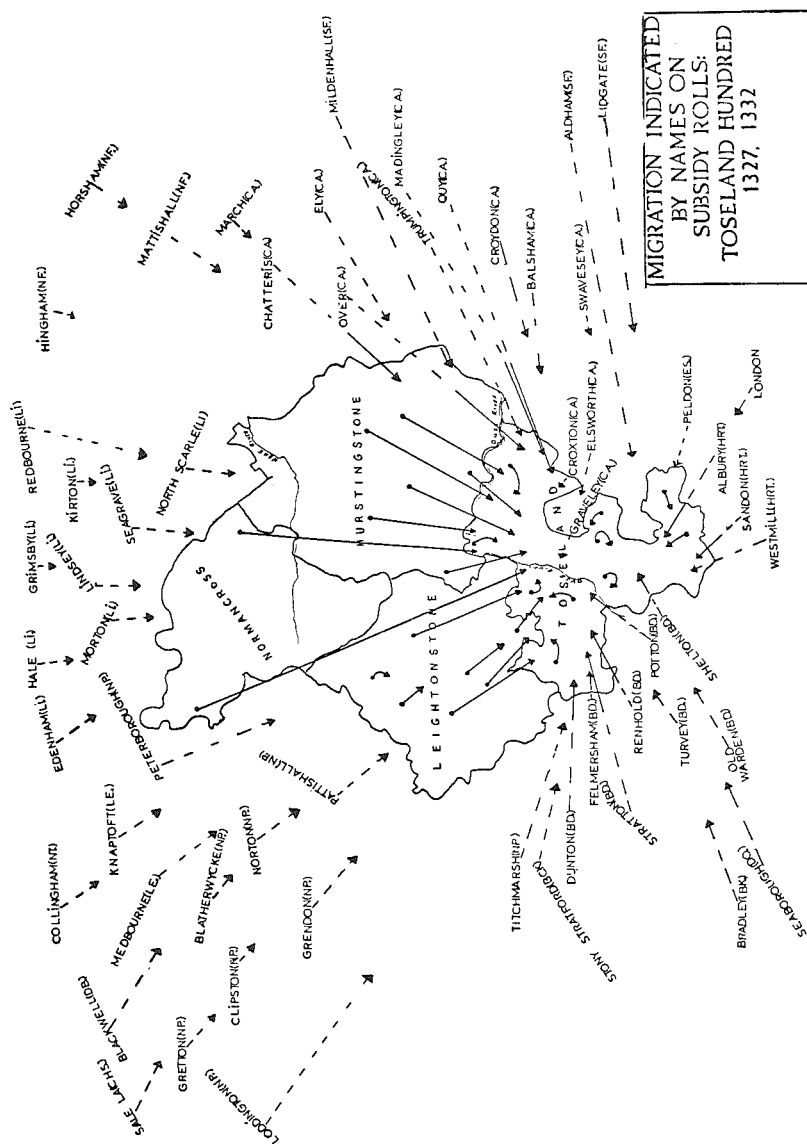 MIGRATION INDICATED
BY NAMES ON
SUBSIDY ROLLS:
TOSELAND HUNDRED
1327, 1332
HORSHAM(NF.)
MATTISHALL(NF.)
MARCH(CA.)
CHATTERIS(CA)
HINGHAM(NF.)
ELY(CA.)
OVER(CA.)
MILDENHALL(SF.)
TRUMPINGTON(CA.)
MADINGLEY(CA.)
QUY(CA.)
CROYDON(CA)
BALSHAM(CA.)
SWAVESEY(CA.)
ALDHAM(SF.)
LIDGATE(SF.)
REDBOURNE(LI)
KIRTON(LI.)
NORTH SCARLE(LI)
SEAGRAVE(LI)
GRIMSBY(LI)
LINDSEY(LI.)
HALE (LI)
MORTON(LI)
EDENHAM(LI)
PETERBOROUGH(NP.)
PATTISHALL(NP)
COLLINGHAM(NT)
KNAPTOFT(LE.)
MEDBOURNE(LE.)
BLATHERWYCKE(NP.)
NORTON(NP.)
GRENDON(NP.)
BLACKWELL(DB)
CLIPSTON(NP.)
SALE LA(CHS.)
GRETTON(NP.)
LODDINGTON(NP.)
NORMANCROSS
HURSTINGSTONE
LEIGHTONSTONE
TOSELAND
CROXTON(CA)
ELSWORTH(CA.)
GRAVELEY(CA.)
PELDON(ES.)
LONDON
ALBURY(HRT.)
SANDON(HRT.)
WESTMILL(HRT.)
SHELTON(BD.)
POTTON(BD.)
RENHOLD(BD.)
TURVEY(BD.)
OLD
WARDEN(BD)
FELMERSHAM(BD.)
STRATTON(BD.)
DUNTON(BD.)
TITCHMARSH(NP.)
STONY STRATFORD(BCK)
BRADLEY(BK)
SEABOROUGH(DO.)